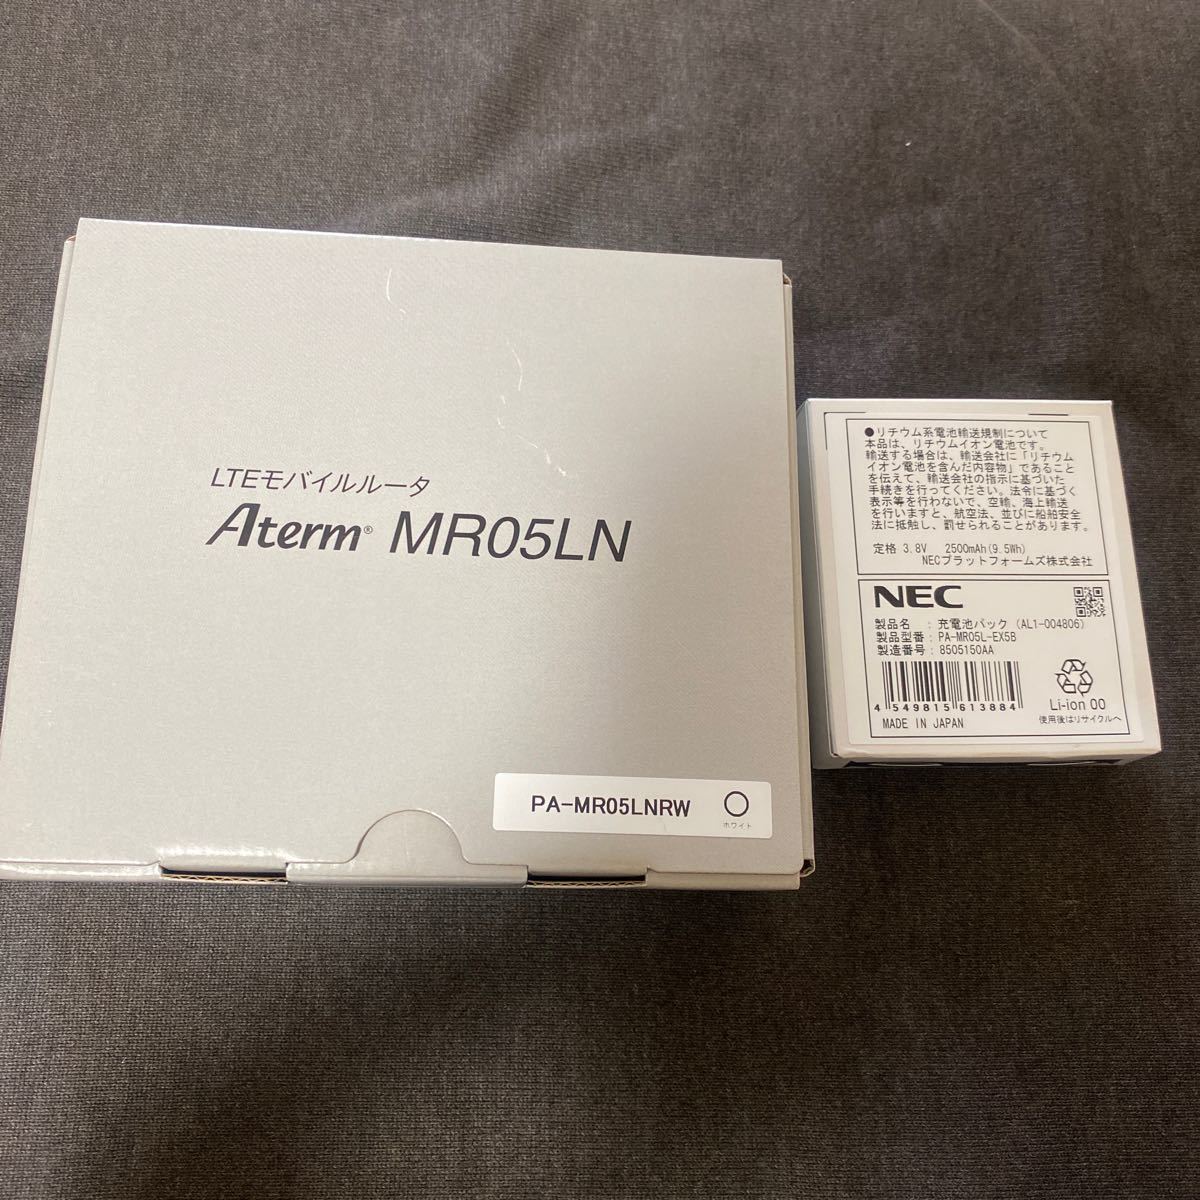 LTEモバイルルータ
Aterm® MR05LN
PA-MR05LNRW
ホワイト
●リチウム系電池輸送規制について
本品は、リチウムイオン電池です。
輸送する場合は、輸送会社に「リチウム
イオン電池を含んだ内容物」であること
を伝えて、輸送会社の指示に基づいた
手続きを行ってください。法令に基づく
表示等を行わないで、空輸、海上輸送
を行いますと、航空法、並びに船舶安全
法に抵触し、罰せられることがあります。
定格 3.8V 2500mAh(9.5Wh)
NECプラットフォームズ株式会社
NEC
製品名 : 充電池パック (AL1-004806)
製品型番: PA-MR05L-EX5B
製造番号: 8505150AA
4 549815 613884
MADE IN JAPAN
Li-ion 00
使用後はリサイクルへ